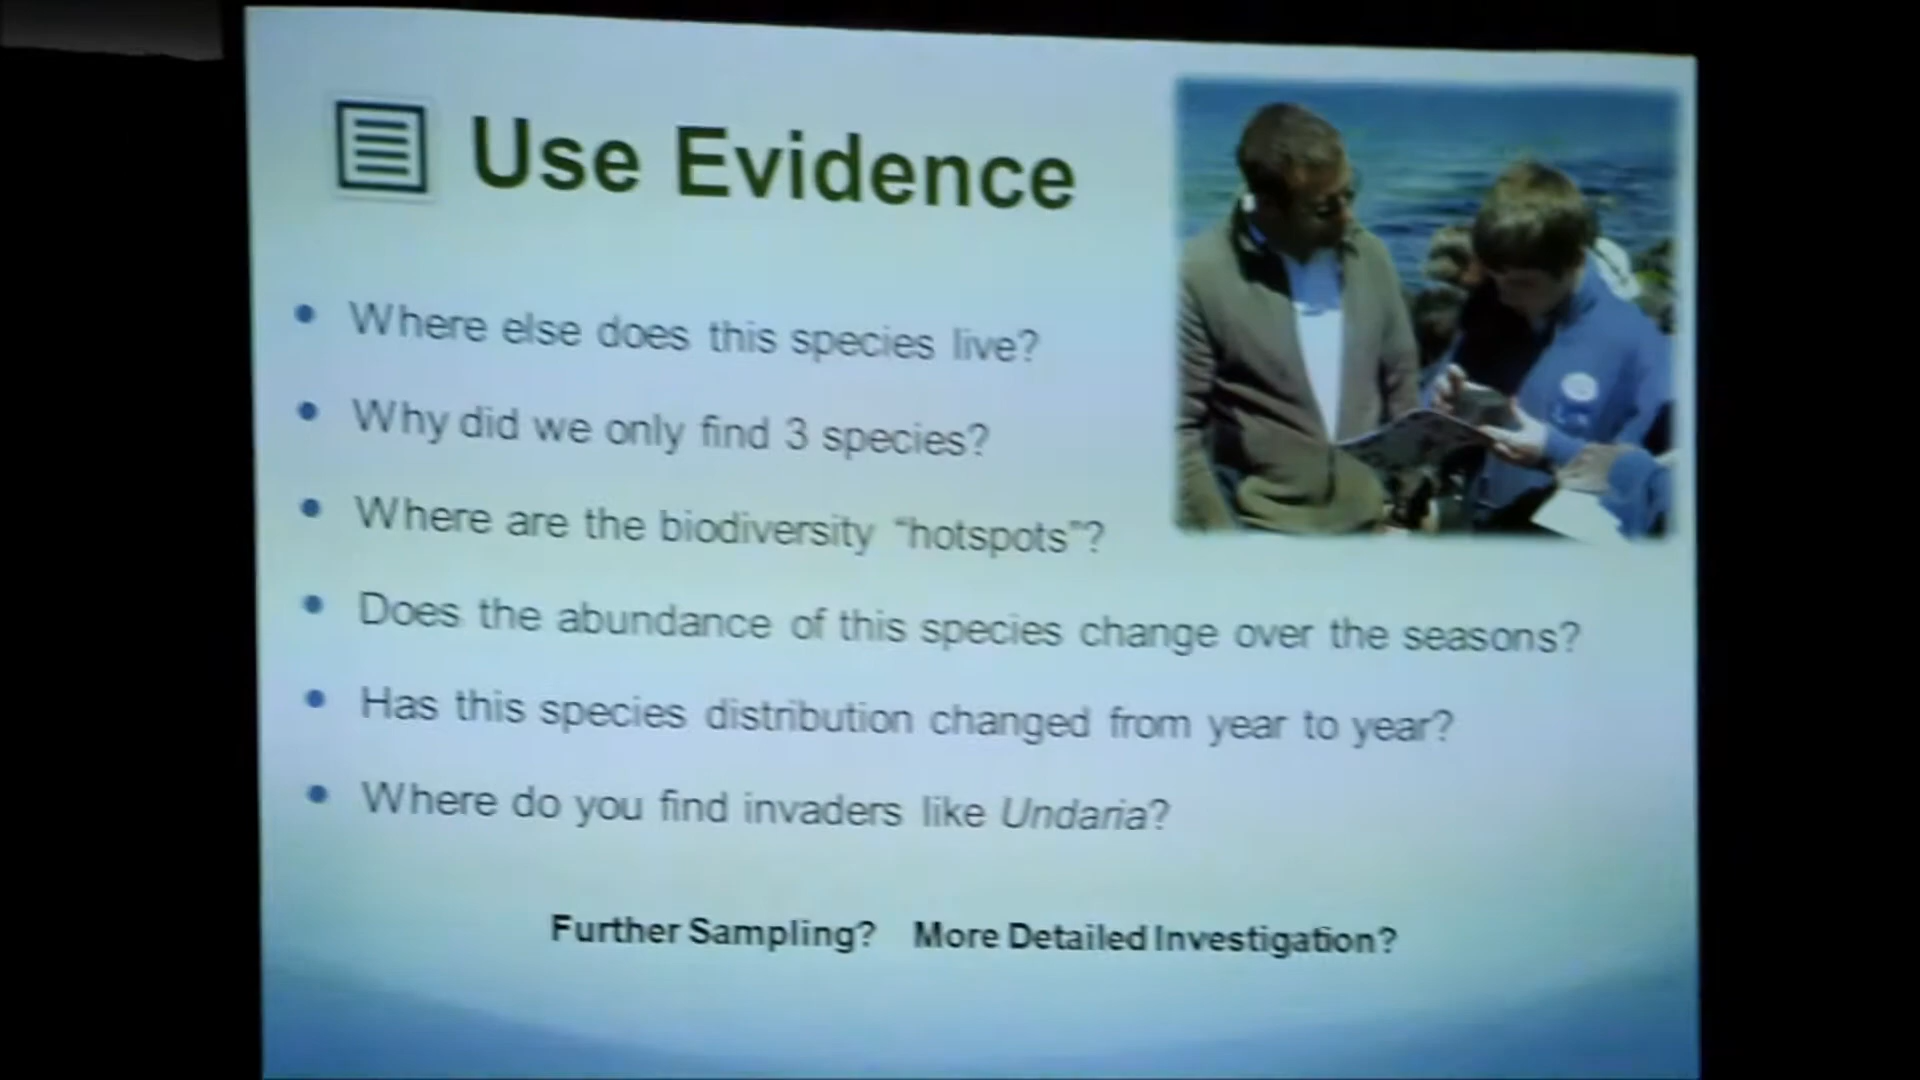 Use Evidence
• Where else does this species live?
• Why did we only find 3 species?
• Where are the biodiversity “hotspots”?
• Does the abundance of this species change over the seasons?
• Has this species distribution changed from year to year?
• Where do you find invaders like Undaria?
Further Sampling? More Detailed Investigation?